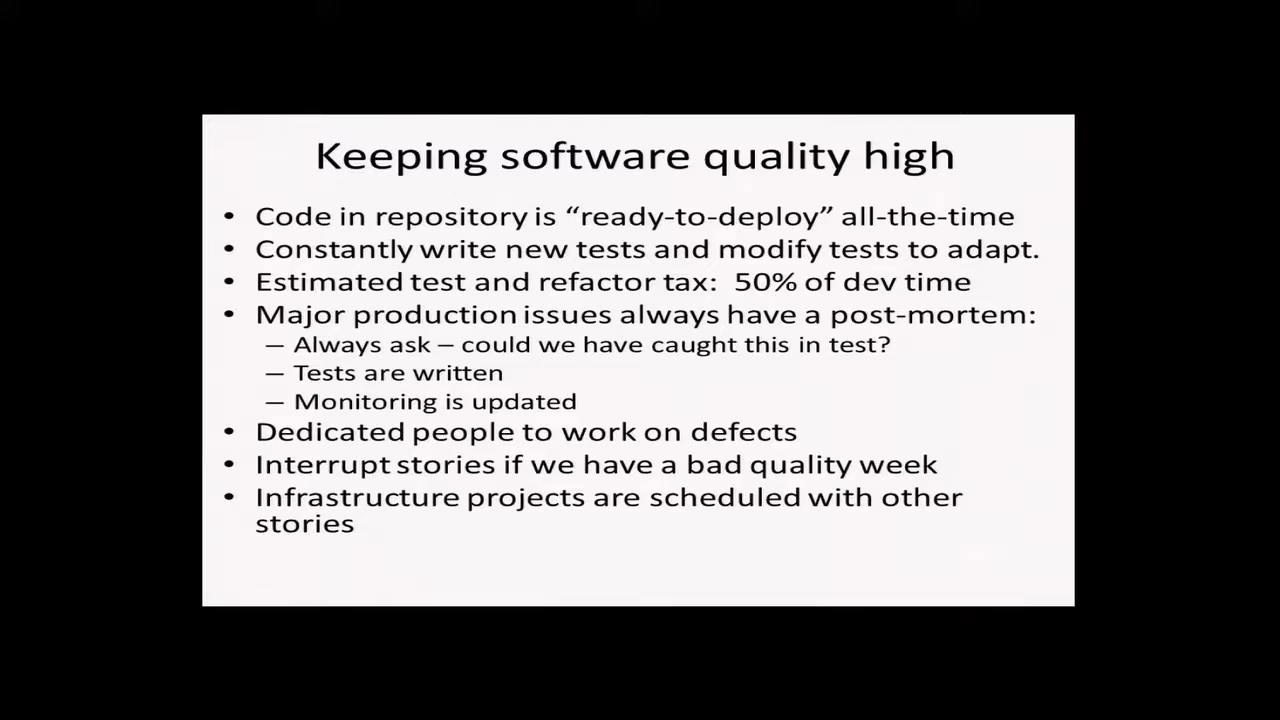 Keeping software quality high
• Code in repository is “ready-to-deploy” all-the-time
• Constantly write new tests and modify tests to adapt.
• Estimated test and refactor tax:  50% of dev time
• Major production issues always have a post-mortem:
– Always ask – could we have caught this in test?
– Tests are written
– Monitoring is updated
• Dedicated people to work on defects
• Interrupt stories if we have a bad quality week
• Infrastructure projects are scheduled with other
stories